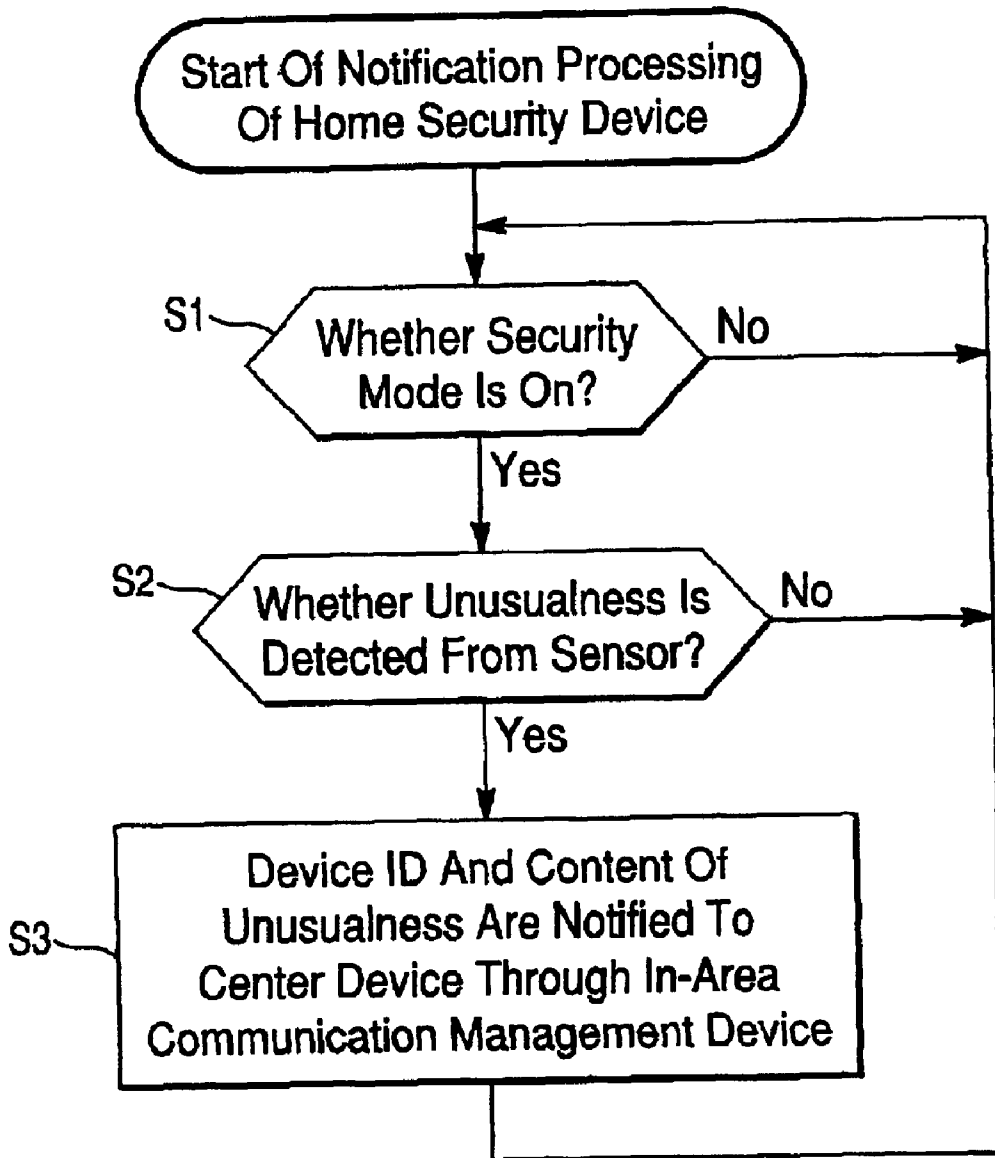 Start Of Notification Processing
Of Home Security Device
S1
Whether Security
Mode Is On?
No
Yes
S2
Whether Unusualness Is
Detected From Sensor?
No
Yes
S3
Device ID And Content Of
Unusualness Are Notified To
Center Device Through In-Area
Communication Management Device